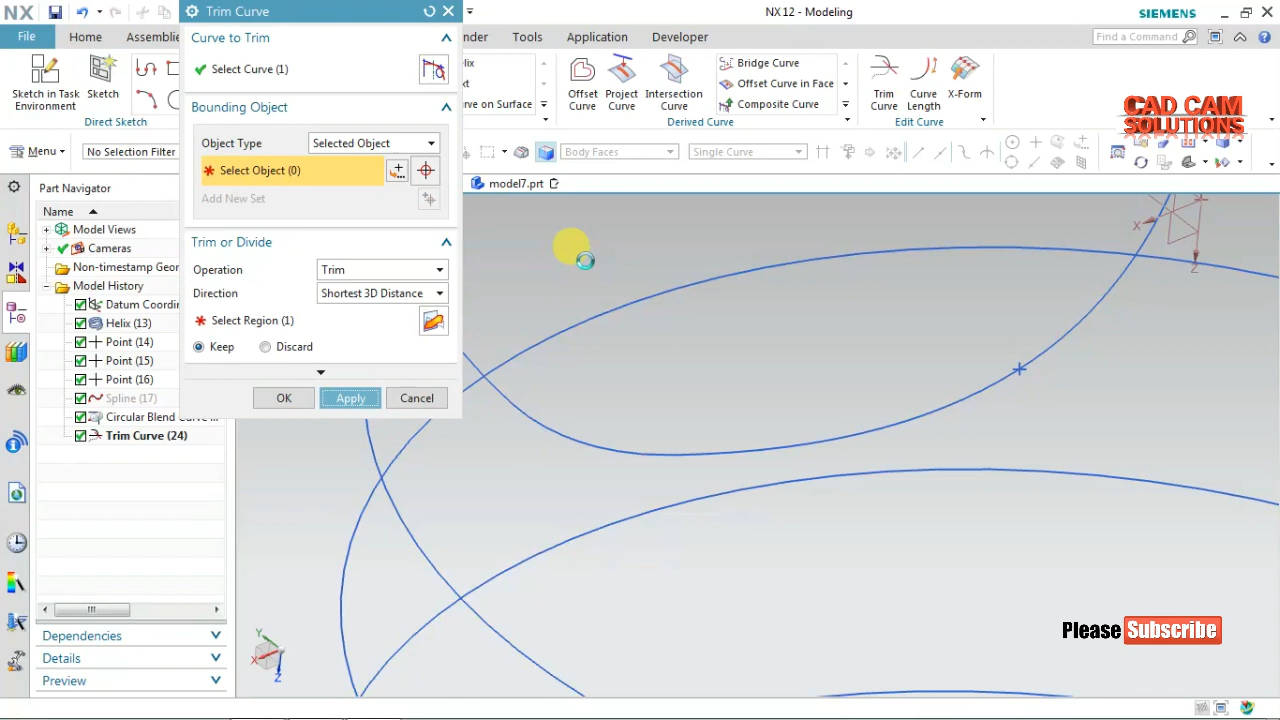 NX
Trim Curve
NX12 - Modeling
SIEMENS
File
Home
Assemblie
nder
Tools
Application
Developer
Find a Command
Curve to Trim
Select Curve (1)
Bounding Object
Object Type
Selected Object
* Select Object (0)
Add New Set
Trim or Divide
Operation
Trim
Direction
Shortest 3D Distance
* Select Region (1)
Keep
Discard
OK
Apply
Cancel
Sketch in Task
Environment
Sketch
Direct Sketch
lix
xt
rve on Surface
Offset
Curve
Project
Curve
Intersection
Curve
Bridge Curve
Offset Curve in Face
Composite Curve
Derived Curve
Trim
Curve
Curve
Length
X-Form
Edit Curve
CAD CAM
SOLUTIONS
Menu
No Selection Filter
Body Faces
Single Curve
Part Navigator
model7.prt
Name
Model Views
Cameras
Non-timestamp Geor
Model History
Datum Coordin
Helix (13)
Point (14)
Point (15)
Point (16)
Spline (17)
Circular Blend Curve ...
Trim Curve (24)
Dependencies
Details
Preview
X
Z
Y
X
Z
Please Subscribe